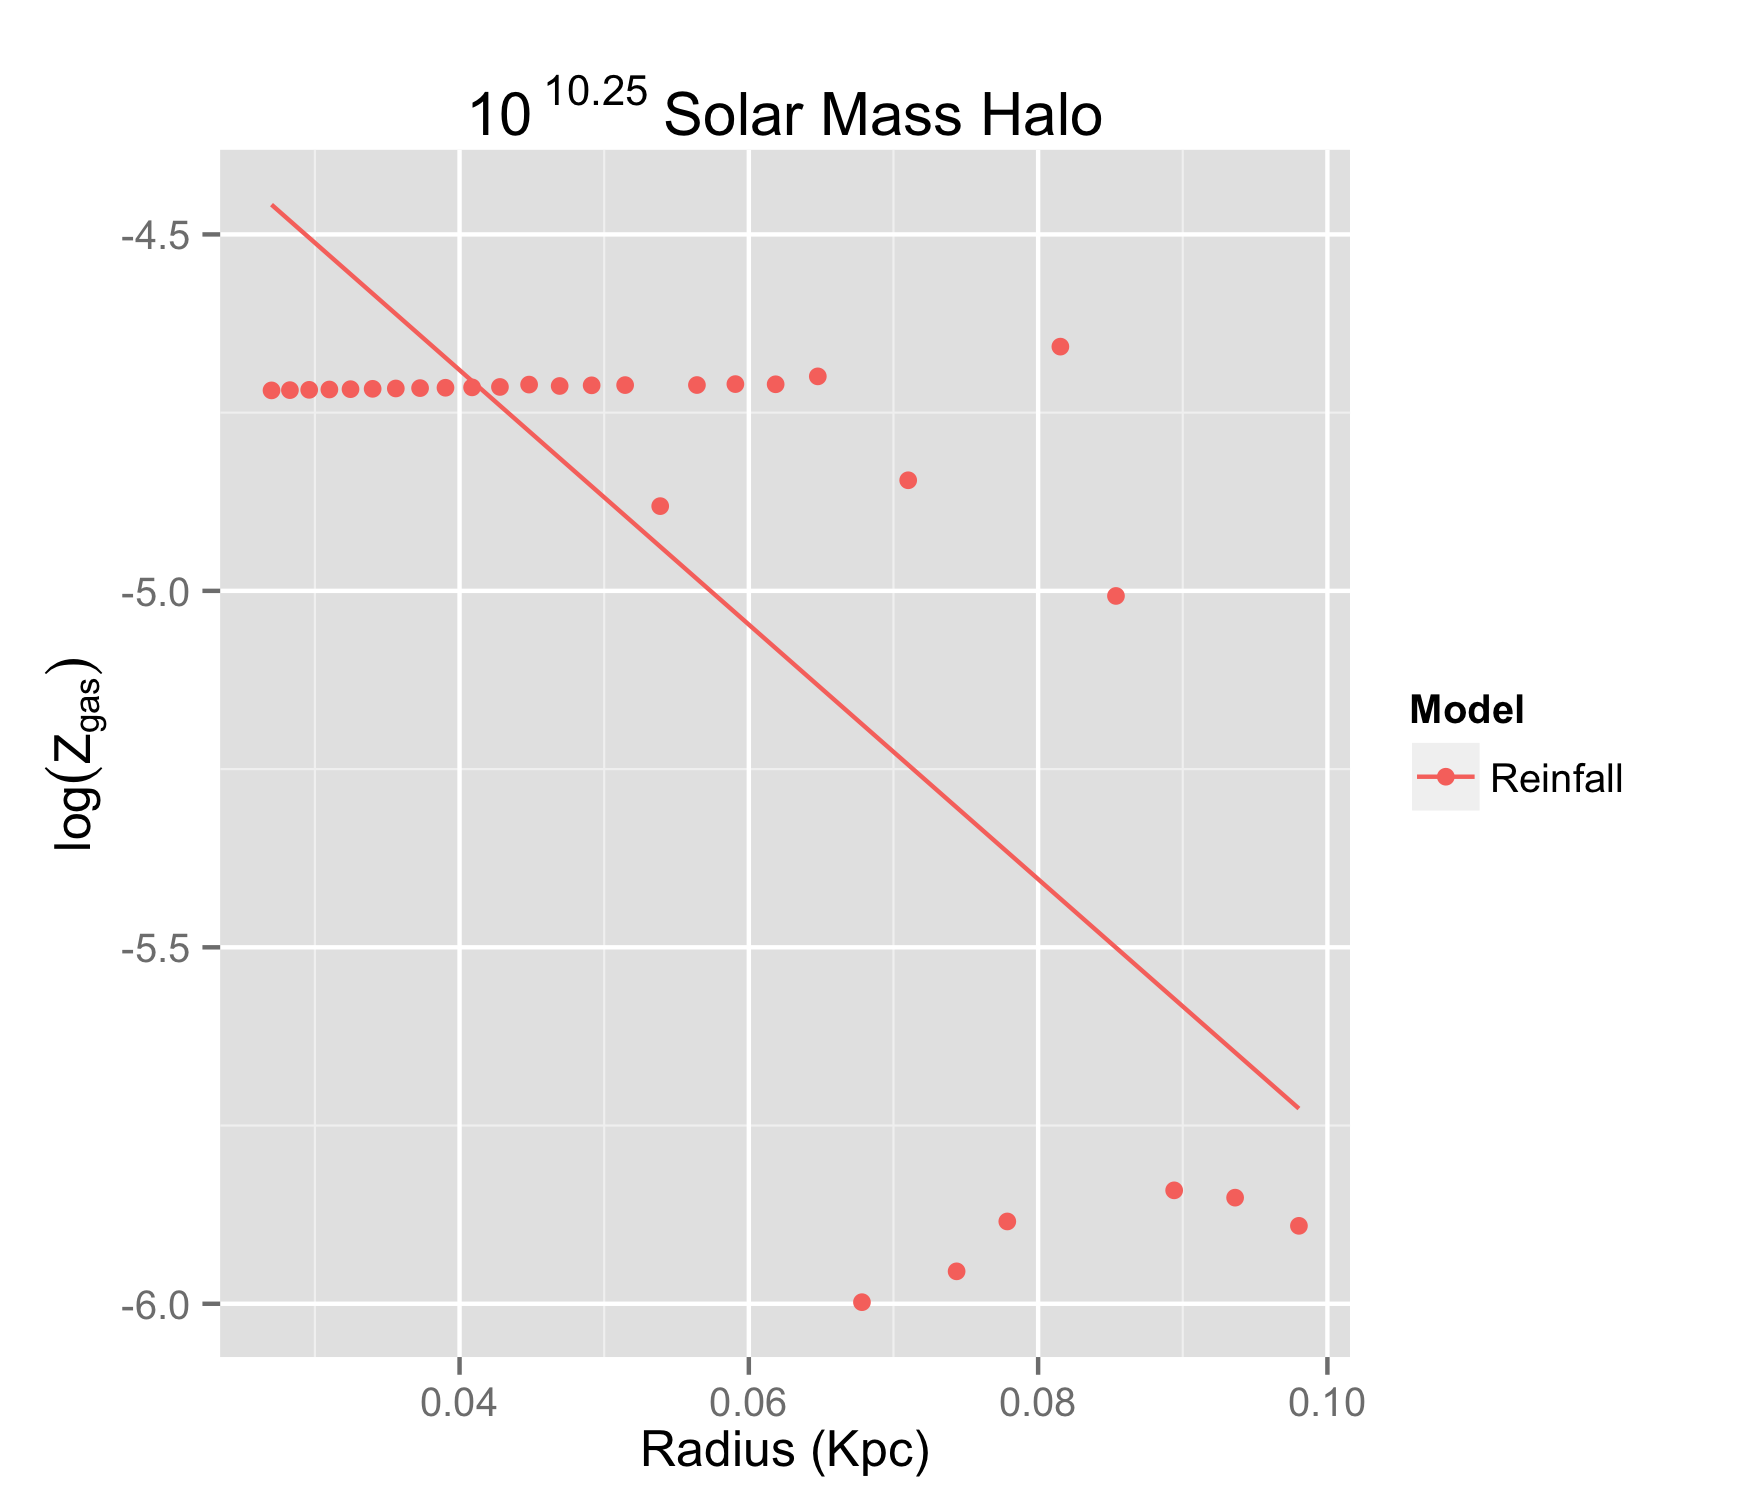 10 10.25 Solar Mass Halo
-4.5
-5.0
-5.5
-6.0
log(Zgas)
0.04 0.06 0.08 0.10
Radius (Kpc)
Model
Reinfall